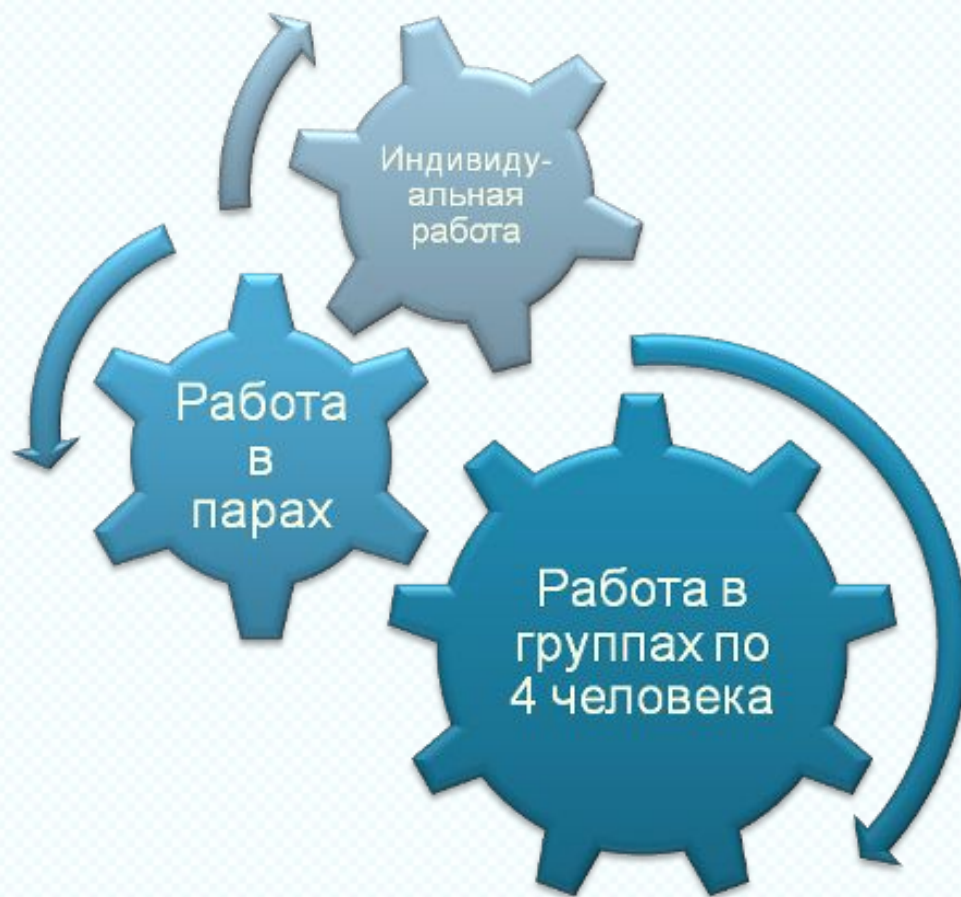 Индивиду-
альная
работа
Работа
в
парах
Работа в
группах по
4 человека